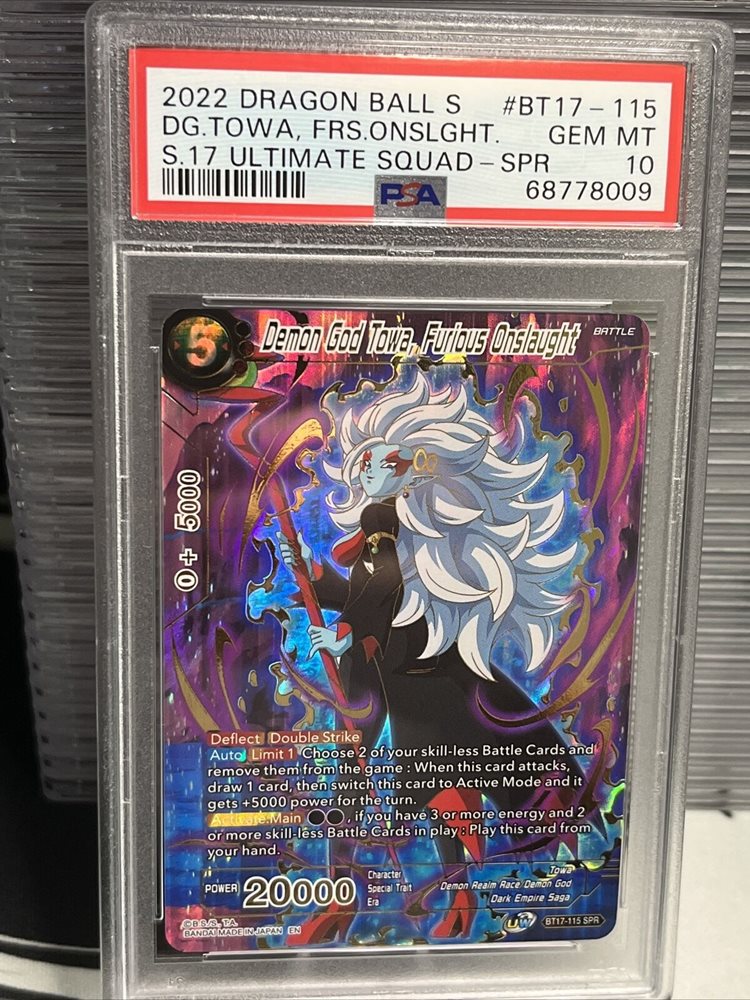 2022 DRAGON BALL S #BT17-115
DG.TOWA, FRS.ONSLGHT. GEM MT
S.17 ULTIMATE SQUAD-SPR 10
PSA 68778009
5 Demon God Towa, Furious Onslaught BATTLE
0+ 5000
Deflect Double Strike
Auto Limit 1 Choose 2 of your skill-less Battle Cards and
remove them from the game : When this card attacks,
draw 1 card, then switch this card to Active Mode and it
gets +5000 power for the turn.
Activate:Main , if you have 3 or more energy and 2
or more skill-less Battle Cards in play : Play this card from
your hand.
POWER 20000
Character Towa
Special Trait Demon Realm Race/Demon God
Era Dark Empire Saga
©B.S./S., T.A.
BANDAI MADE IN JAPAN EN
UW BT17-115 SPR